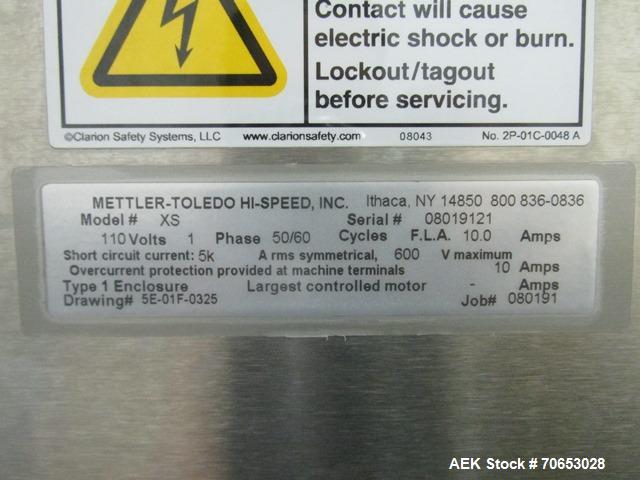 Contact will cause
electric shock or burn.
Lockout/tagout
before servicing.
©Clarion Safety Systems, LLC www.clarionsafety.com 08043 No. 2P-01C-0048 A
METTLER-TOLEDO HI-SPEED, INC. Ithaca, NY 14850 800 836-0836
Model # XS Serial # 08019121
110 Volts 1 Phase 50/60 Cycles F.L.A. 10.0 Amps
Short circuit current: 5k A rms symmetrical, 600 V maximum
Overcurrent protection provided at machine terminals 10 Amps
Type 1 Enclosure Largest controlled motor - Amps
Drawing# 5E-01F-0325 Job# 080191
AEK Stock # 70653028